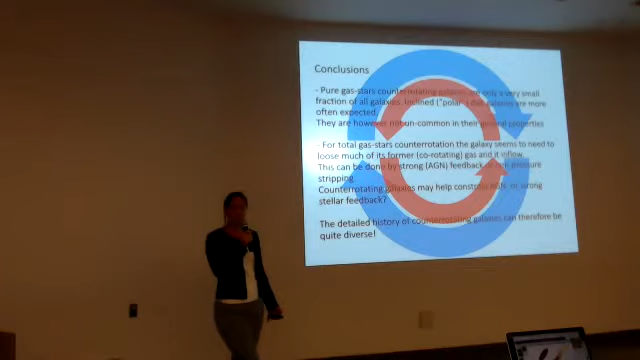 Conclusions
- Pure gas-stars counterrotating galaxies are only a very small
fraction of all galaxies. Inclined ("polar") disk galaxies are more
often expected.
They are however not un-common in their general properties
- For total gas-stars counterrotation the galaxy seems to need to
loose much of its former (co-rotating) gas and it inflow.
This can be done by strong (AGN) feedback or ram pressure
stripping.
Counterrotating galaxies may help constrain AGN or strong
stellar feedback?
The detailed history of counterrotating galaxies can therefore be
quite diverse!